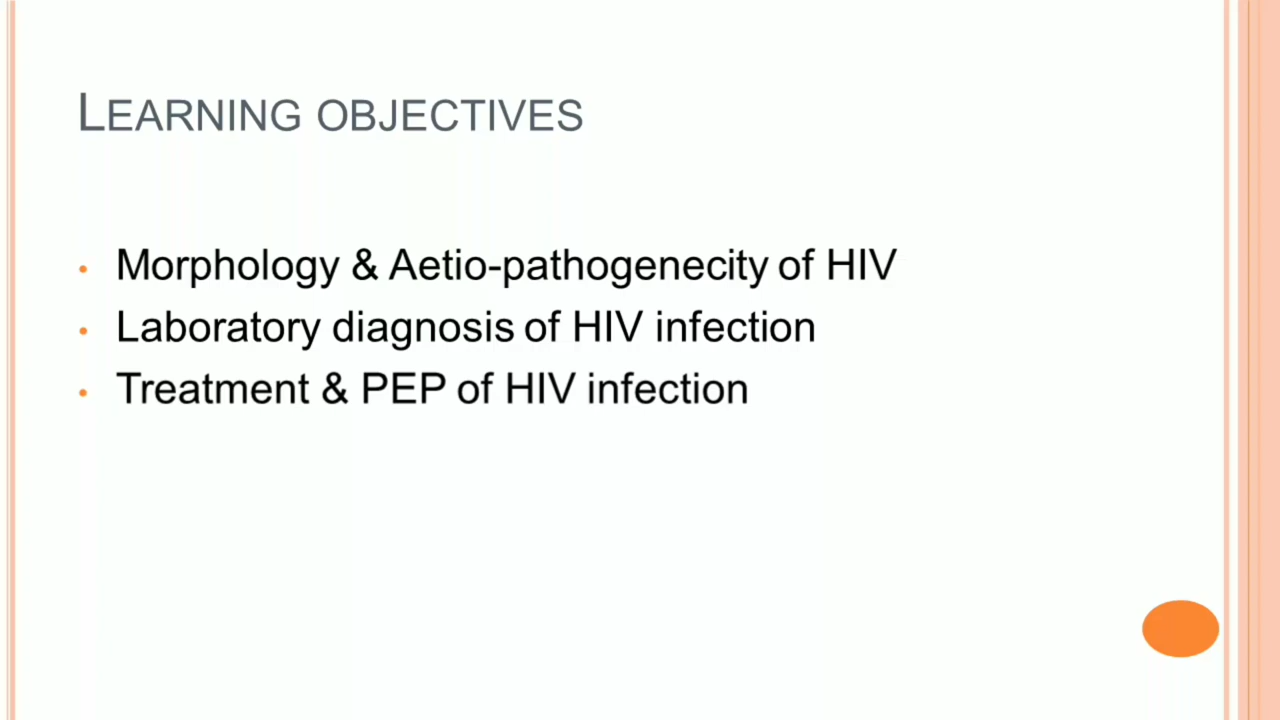 LEARNING OBJECTIVES
• Morphology & Aetio-pathogenecity of HIV
• Laboratory diagnosis of HIV infection
• Treatment & PEP of HIV infection